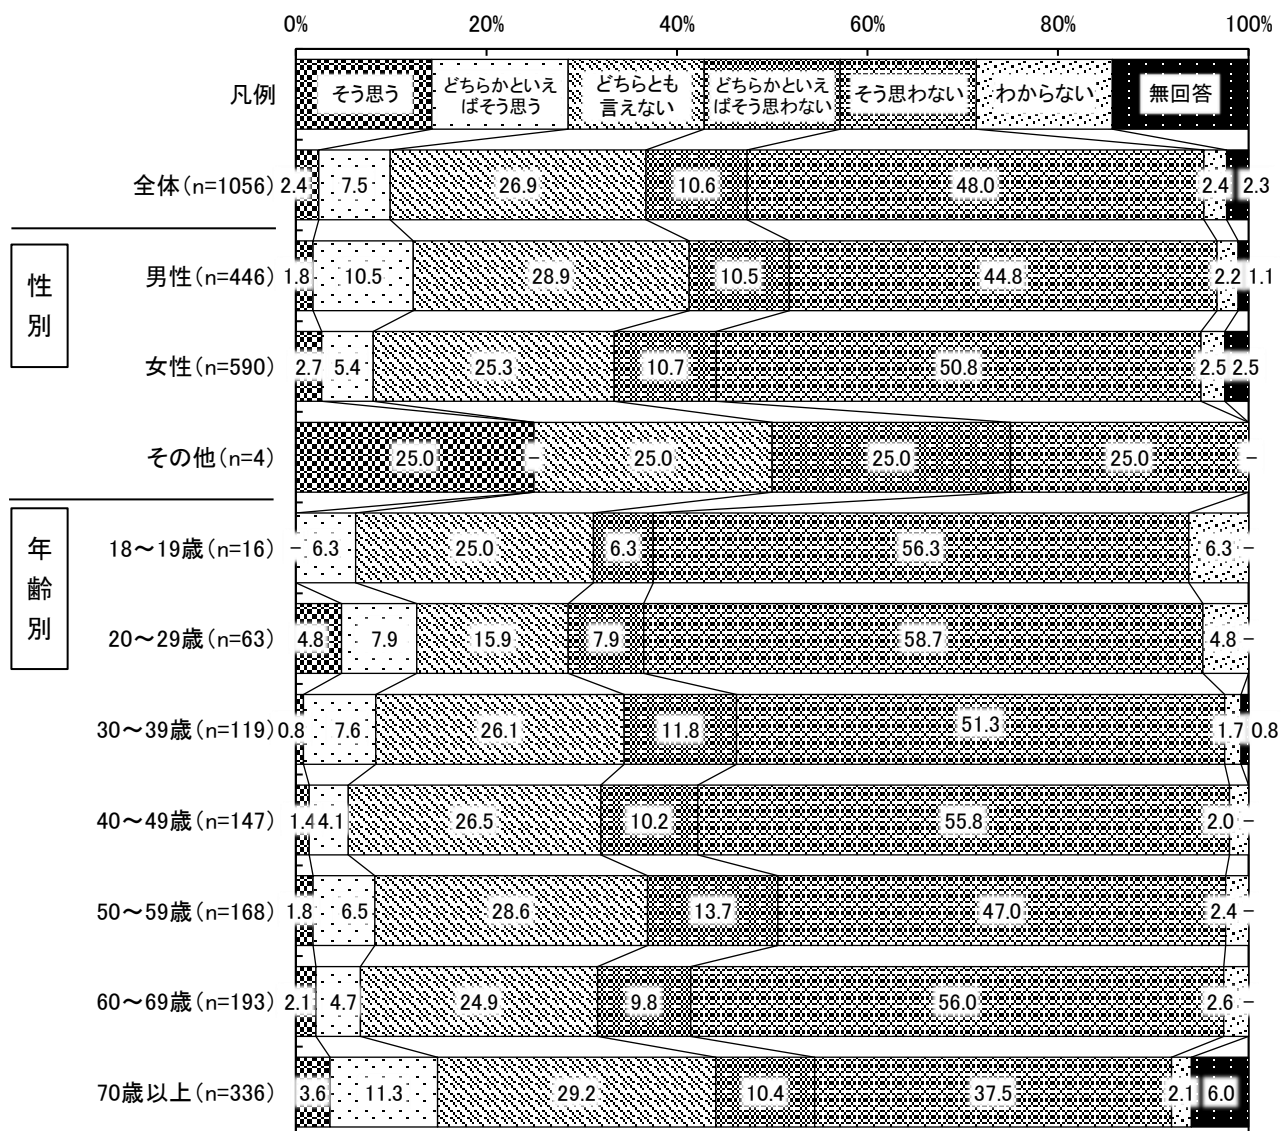 0% 20% 40% 60% 80% 100%
凡例 そう思う どちらかといえ どちらとも どちらかといえ そう思わない わからない 無回答
ばそう思う 言えない ばそう思わない
全体(n=1056) 2.4 7.5 26.9 10.6 48.0 2.4 2.3
性別
男性(n=446) 1.8 10.5 28.9 10.5 44.8 2.2 1.1
女性(n=590) 2.7 5.4 25.3 10.7 50.8 2.5 2.5
その他(n=4) 25.0 - 25.0 25.0 25.0 -
年齢別
18～19歳(n=16) - 6.3 25.0 6.3 56.3 6.3 -
20～29歳(n=63) 4.8 7.9 15.9 7.9 58.7 4.8 -
30～39歳(n=119) 0.8 7.6 26.1 11.8 51.3 1.7 0.8
40～49歳(n=147) 1.4 4.1 26.5 10.2 55.8 2.0 -
50～59歳(n=168) 1.8 6.5 28.6 13.7 47.0 2.4 -
60～69歳(n=193) 2.1 4.7 24.9 9.8 56.0 2.6 -
70歳以上(n=336) 3.6 11.3 29.2 10.4 37.5 2.1 6.0